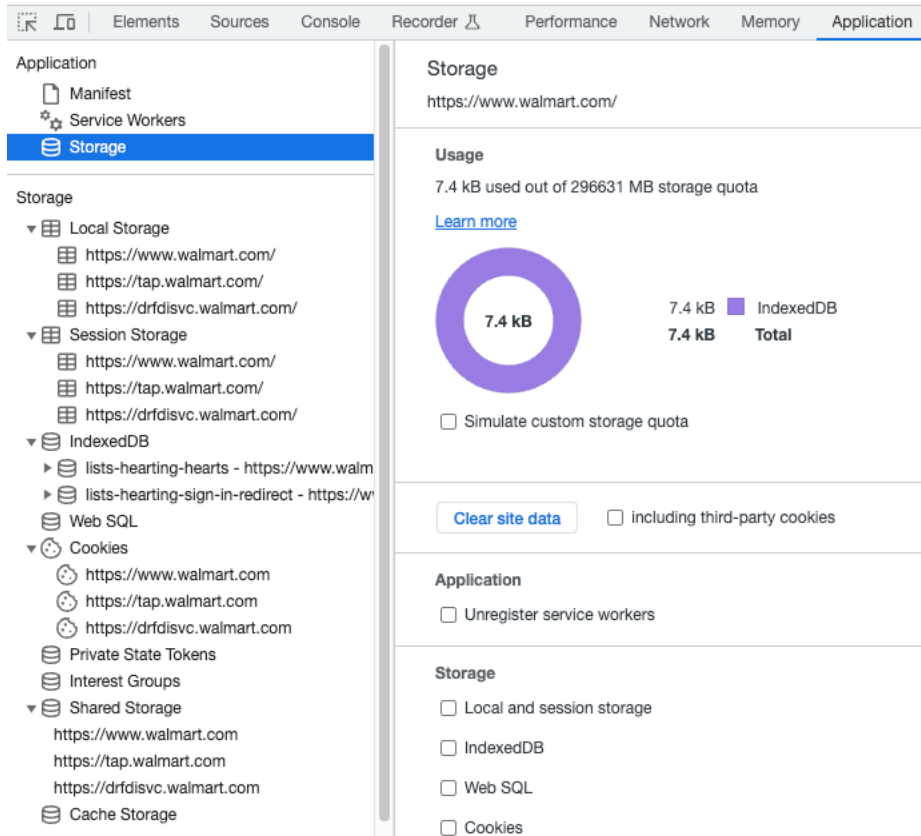 Elements Sources Console Recorder Performance Network Memory Application
Application
Manifest
Service Workers
Storage
Storage
Local Storage
https://www.walmart.com/
https://tap.walmart.com/
https://drfdisvc.walmart.com/
Session Storage
https://www.walmart.com/
https://tap.walmart.com/
https://drfdisvc.walmart.com/
IndexedDB
lists-hearting-hearts - https://www.walm
lists-hearting-sign-in-redirect - https://w
Web SQL
Cookies
https://www.walmart.com
https://tap.walmart.com
https://drfdisvc.walmart.com
Private State Tokens
Interest Groups
Shared Storage
https://www.walmart.com
https://tap.walmart.com
https://drfdisvc.walmart.com
Cache Storage
Storage
https://www.walmart.com/
Usage
7.4 kB used out of 296631 MB storage quota
Learn more
7.4 kB
7.4 kB IndexedDB
7.4 kB Total
Simulate custom storage quota
Clear site data including third-party cookies
Application
Unregister service workers
Storage
Local and session storage
IndexedDB
Web SQL
Cookies